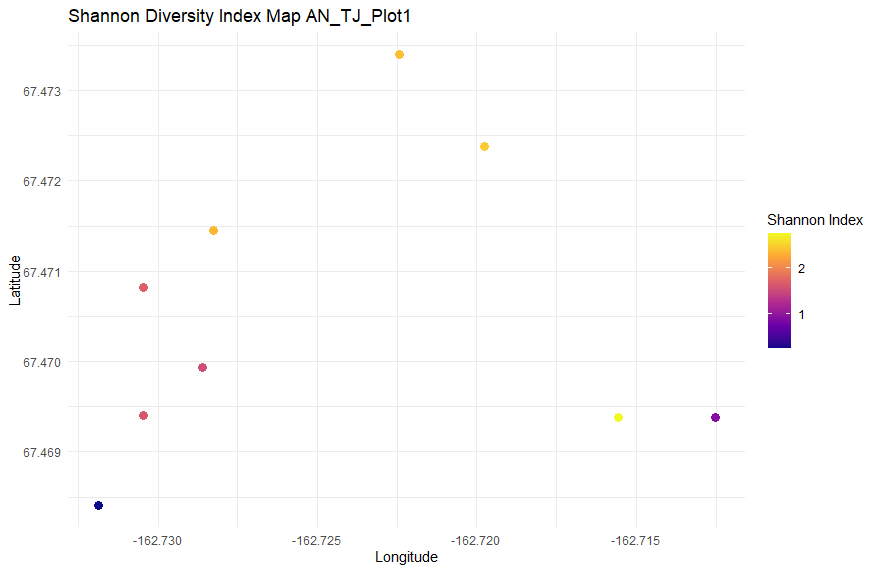 Shannon Diversity Index Map AN_TJ_Plot1
Latitude
67.473
67.472
67.471
67.470
67.469
-162.730
-162.725
-162.720
-162.715
Longitude
Shannon Index
2
1